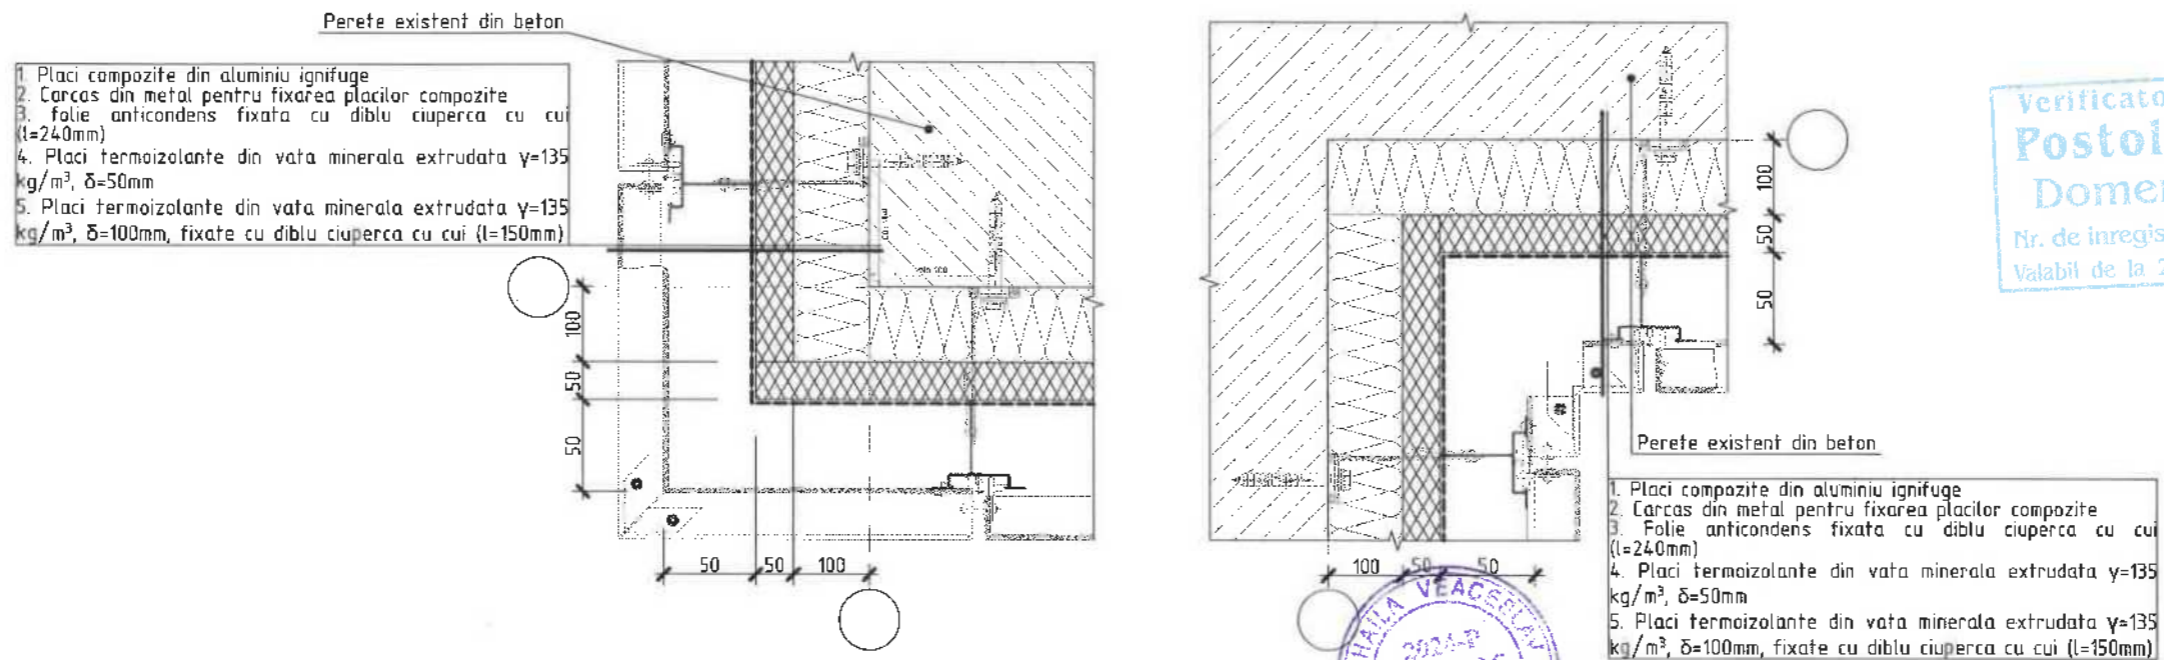 Perete existent din beton
1. Placi compozite din aluminiu ignifuge
2. Carcas din metal pentru fixarea placilor compozite
3. folie anticondens fixata cu diblu ciuperca cu cui
(l=240mm)
4. Placi termoizolante din vata minerala extrudata γ=135
kg/m³, δ=50mm
5. Placi termoizolante din vata minerala extrudata γ=135
kg/m³, δ=100mm, fixate cu diblu ciuperca cu cui (l=150mm)
100
50
50
50
50
100
100
50
50
100
50
50
Perete existent din beton
1. Placi compozite din aluminiu ignifuge
2. Carcas din metal pentru fixarea placilor compozite
3. Folie anticondens fixata cu diblu ciuperca cu cui
(l=240mm)
4. Placi termoizolante din vata minerala extrudata γ=135
kg/m³, δ=50mm
5. Placi termoizolante din vata minerala extrudata γ=135
kg/m³, δ=100mm, fixate cu diblu ciuperca cu cui (l=150mm)
Verificato
Postol
Domen
Nr. de inregis
Valabil de la 2
HAILA VEACESLAV
2024-P